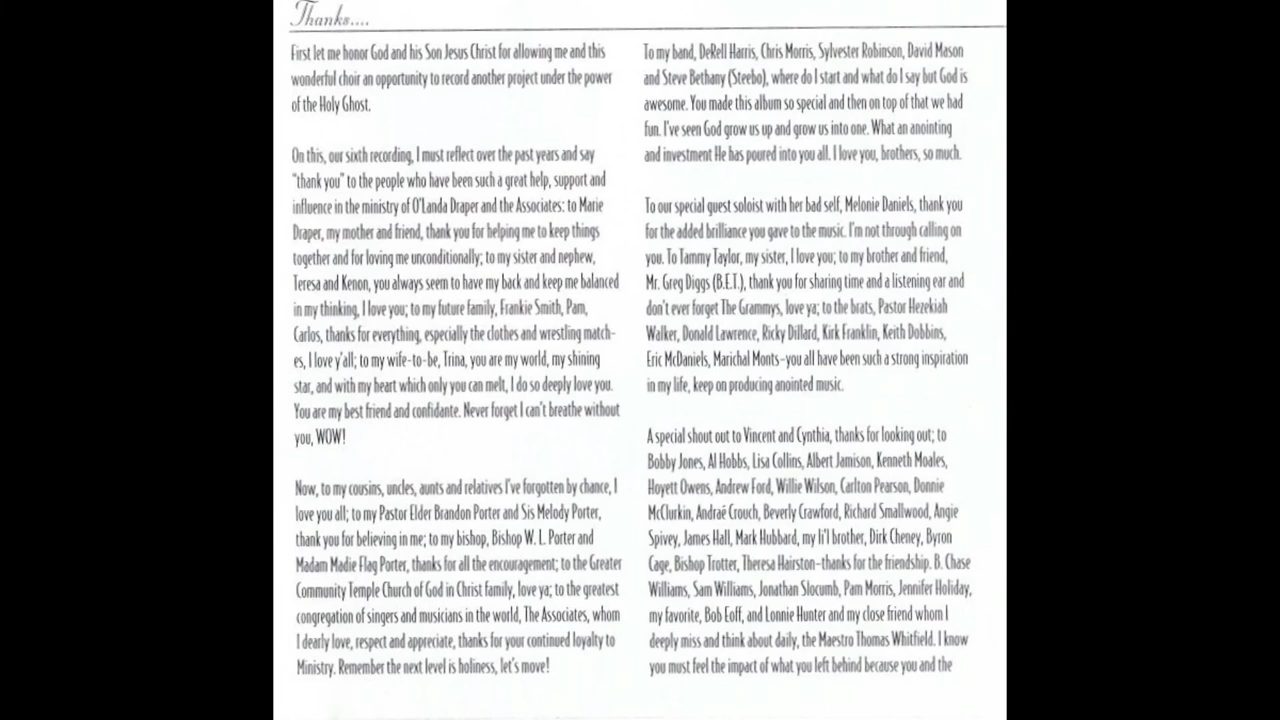 Thanks....
First let me honor God and his Son Jesus Christ for allowing me and this
wonderful choir an opportunity to record another project under the power
of the Holy Ghost.
On this, our sixth recording, I must reflect over the past years and say
"thank you" to the people who have been such a great help, support and
influence in the ministry of O'Landa Draper and the Associates: to Marie
Draper, my mother and friend, thank you for helping me to keep things
together and for loving me unconditionally; to my sister and nephew,
Teresa and Kenon, you always seem to have my back and keep me balanced
in my thinking, I love you; to my future family, Frankie Smith, Pam,
Carlos, thanks for everything, especially the clothes and wrestling match-
es, I love y'all; to my wife-to-be, Trina, you are my world, my shining
star, and with my heart which only you can melt, I do so deeply love you.
You are my best friend and confidante. Never forget I can't breathe without
you, WOW!
Now, to my cousins, uncles, aunts and relatives I've forgotten by chance, I
love you all; to my Pastor Elder Brandon Porter and Sis Melody Porter,
thank you for believing in me; to my bishop, Bishop W. L. Porter and
Madam Madie Flag Porter, thanks for all the encouragement; to the Greater
Community Temple Church of God in Christ family, love ya; to the greatest
congregation of singers and musicians in the world, The Associates, whom
I dearly love, respect and appreciate, thanks for your continued loyalty to
Ministry. Remember the next level is holiness, let's move!
To my band, DeRell Harris, Chris Morris, Sylvester Robinson, David Mason
and Steve Bethany (Steebo), where do I start and what do I say but God is
awesome. You made this album so special and then on top of that we had
fun. I've seen God grow us up and grow us into one. What an anointing
and investment He has poured into you all. I love you, brothers, so much.
To our special guest soloist with her bad self, Melonie Daniels, thank you
for the added brilliance you gave to the music. I'm not through calling on
you. To Tammy Taylor, my sister, I love you; to my brother and friend,
Mr. Greg Diggs (B.E.T.), thank you for sharing time and a listening ear and
don't ever forget The Grammys, love ya; to the brats, Pastor Hezekiah
Walker, Donald Lawrence, Ricky Dillard, Kirk Franklin, Keith Dobbins,
Eric McDaniels, Marichal Monts-you all have been such a strong inspiration
in my life, keep on producing anointed music.
A special shout out to Vincent and Cynthia, thanks for looking out; to
Bobby Jones, Al Hobbs, Lisa Collins, Albert Jamison, Kenneth Moales,
Hoyett Owens, Andrew Ford, Willie Wilson, Carlton Pearson, Donnie
McClurkin, Andraé Crouch, Beverly Crawford, Richard Smallwood, Angie
Spivey, James Hall, Mark Hubbard, my li'l brother, Dirk Cheney, Byron
Cage, Bishop Trotter, Theresa Hairston-thanks for the friendship. B. Chase
Williams, Sam Williams, Jonathan Slocumb, Pam Morris, Jennifer Holiday,
my favorite, Bob Eoff, and Lonnie Hunter and my close friend whom I
deeply miss and think about daily, the Maestro Thomas Whitfield. I know
you must feel the impact of what you left behind because you and the